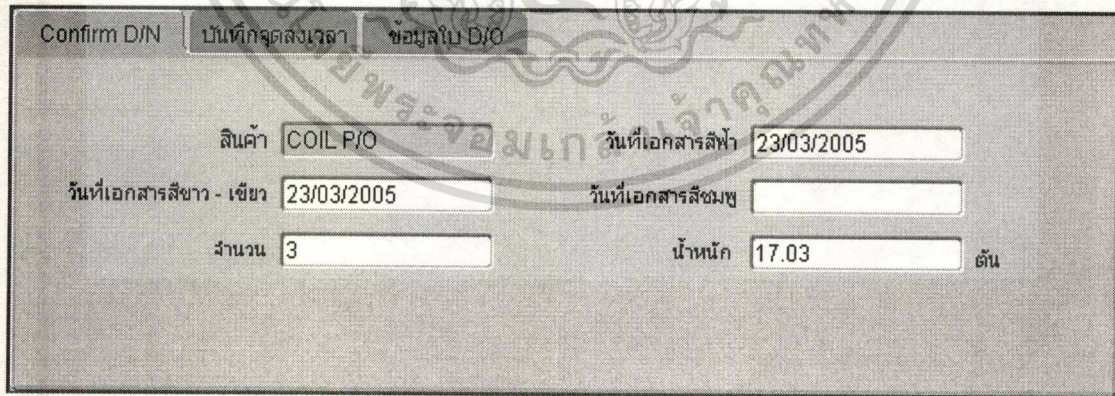 Confirm D/N บันทึกจุดส่งเวลา ข้อมูลใบ D/O
สินค้า COIL P/O วันที่เอกสารสีฟ้า 23/03/2005
วันที่เอกสารสีขาว - เขียว 23/03/2005 วันที่เอกสารสีชมพู
จำนวน 3 น้ำหนัก 17.03 ตัน